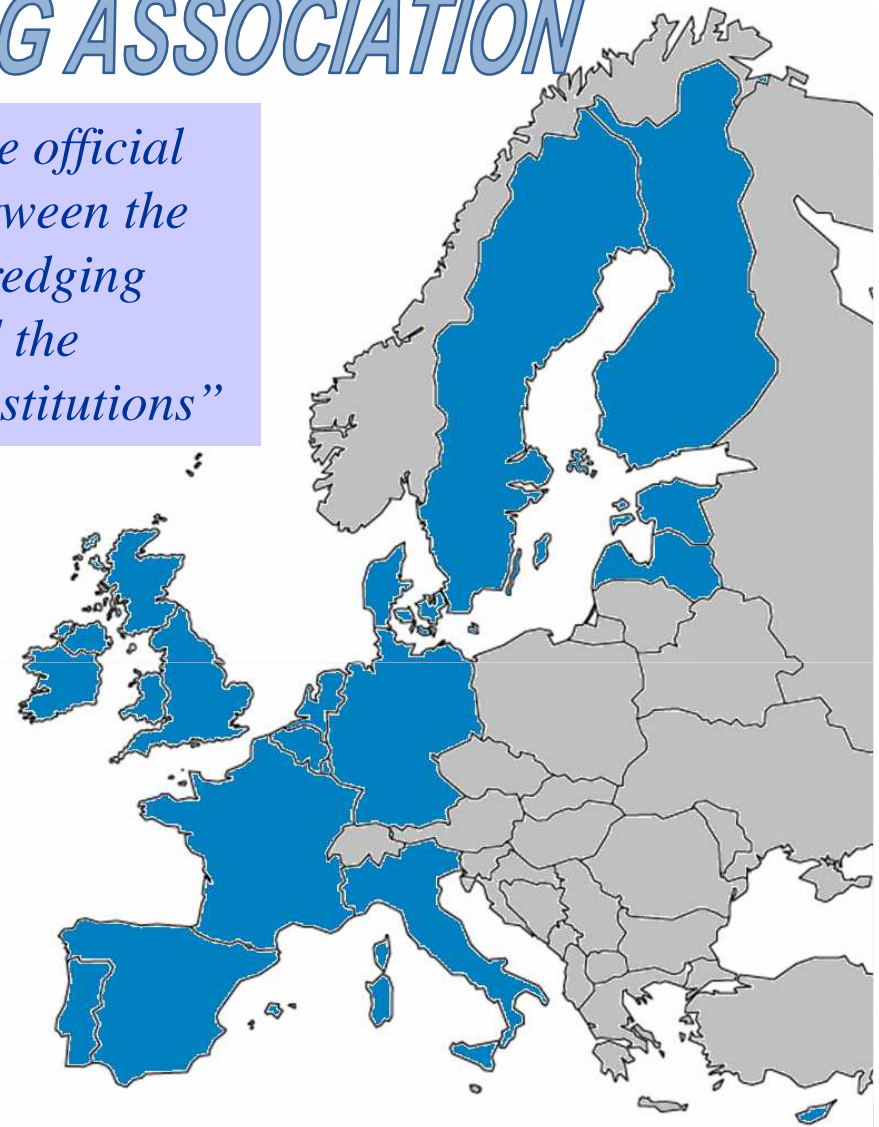 G ASSOCIATION
e official
ween the
redging
the
stitutions”